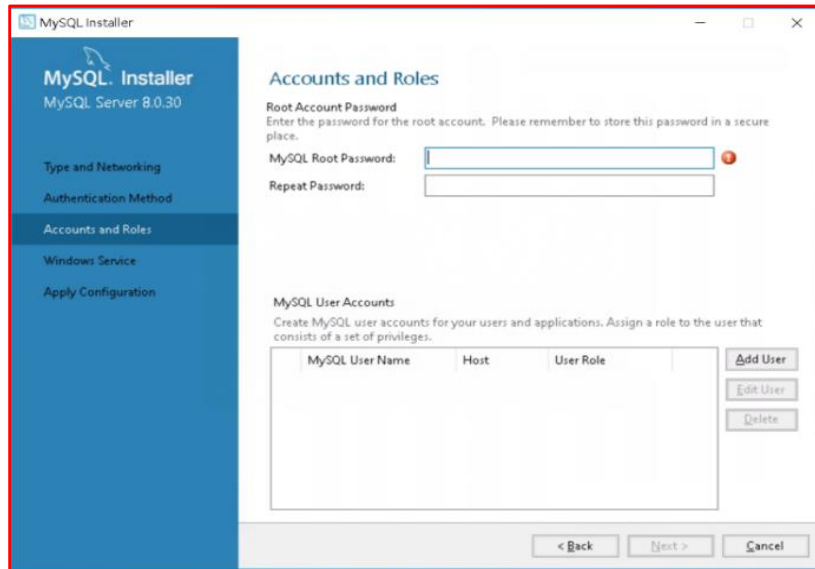 MySQL Installer
MySQL. Installer
MySQL Server 8.0.30
Type and Networking
Authentication Method
Accounts and Roles
Windows Service
Apply Configuration
Accounts and Roles
Root Account Password
Enter the password for the root account. Please remember to store this password in a secure
place.
MySQL Root Password:
Repeat Password:
MySQL User Accounts
Create MySQL user accounts for your users and applications. Assign a role to the user that
consists of a set of privileges.
MySQL User Name Host User Role
Add User
Edit User
Delete
< Back Next > Cancel